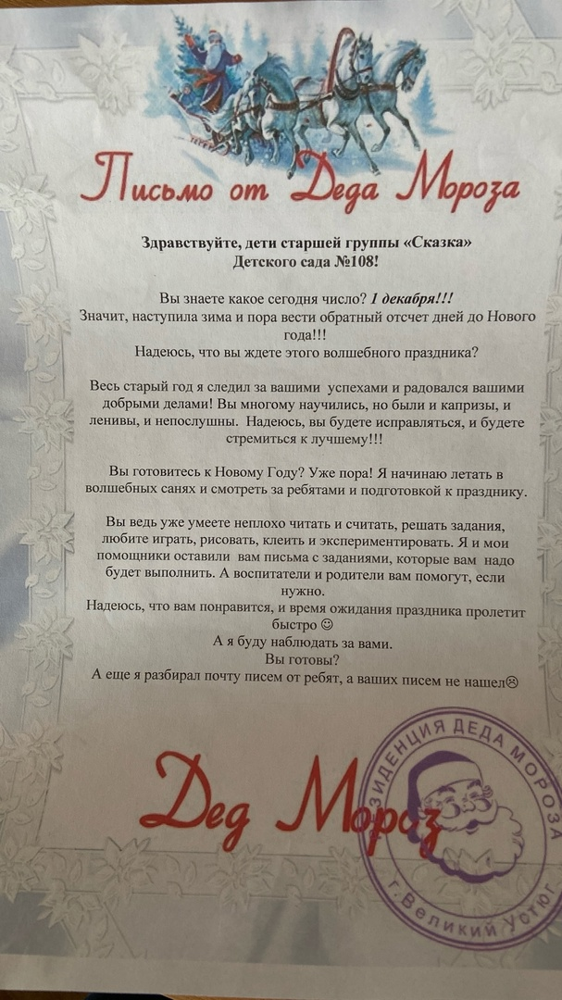 Письмо от Деда Мороза
Здравствуйте, дети старшей группы «Сказка»
Детского сада №108!
Вы знаете какое сегодня число? 1 декабря!!!
Значит, наступила зима и пора вести обратный отсчет дней до Нового
года!!!
Надеюсь, что вы ждете этого волшебного праздника?
Весь старый год я следил за вашими успехами и радовался вашими
добрыми делами! Вы многому научились, но были и капризы, и
ленивы, и непослушны. Надеюсь, вы будете исправляться, и будете
стремиться к лучшему!!!
Вы готовитесь к Новому Году? Уже пора! Я начинаю летать в
волшебных санях и смотреть за ребятами и подготовкой к празднику.
Вы ведь уже умеете неплохо читать и считать, решать задания,
любите играть, рисовать, клеить и экспериментировать. Я и мои
помощники оставили вам письма с заданиями, которые вам надо
будет выполнить. А воспитатели и родители вам помогут, если
нужно.
Надеюсь, что вам понравится, и время ожидания праздника пролетит
быстро ☺
А я буду наблюдать за вами.
Вы готовы?
А еще я разбирал почту писем от ребят, а ваших писем не нашел☹
Дед Мороз
РЕЗИДЕНЦИЯ ДЕДА МОРОЗА
г. Великий Устюг